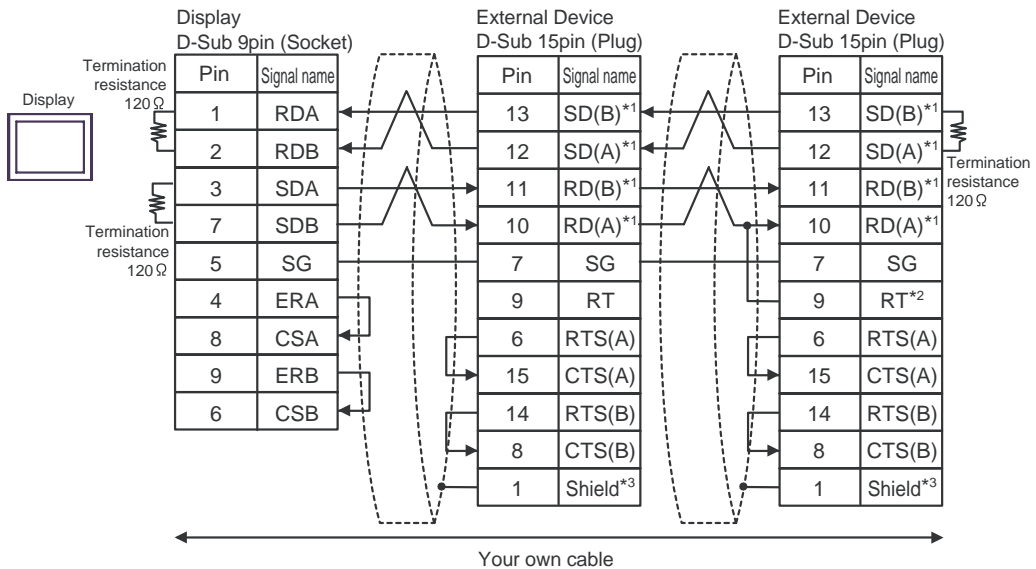 Display
D-Sub 9pin (Socket)
External Device
D-Sub 15pin (Plug)
External Device
D-Sub 15pin (Plug)
Display
Termination
resistance
120Ω
Termination
resistance
120Ω
Pin Signal name
1 RDA
2 RDB
3 SDA
7 SDB
5 SG
4 ERA
8 CSA
9 ERB
6 CSB
Pin Signal name
13 SD(B)*1
12 SD(A)*1
11 RD(B)*1
10 RD(A)*1
7 SG
9 RT
6 RTS(A)
15 CTS(A)
14 RTS(B)
8 CTS(B)
1 Shield*3
Pin Signal name
13 SD(B)*1
12 SD(A)*1
11 RD(B)*1
10 RD(A)*1
7 SG
9 RT*2
6 RTS(A)
15 CTS(A)
14 RTS(B)
8 CTS(B)
1 Shield*3
Termination
resistance
120Ω
Your own cable